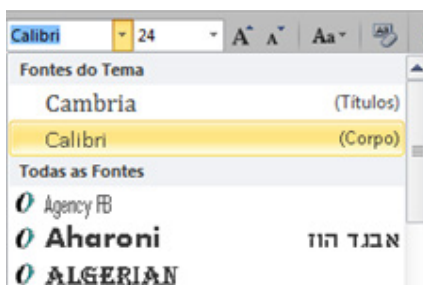 Calibri 24 A A Aa
Fontes do Tema
Cambria (Títulos)
Calibri (Corpo)
Todas as Fontes
O Agency FB
O Aharoni אבגד הוז
O ALGERIAN